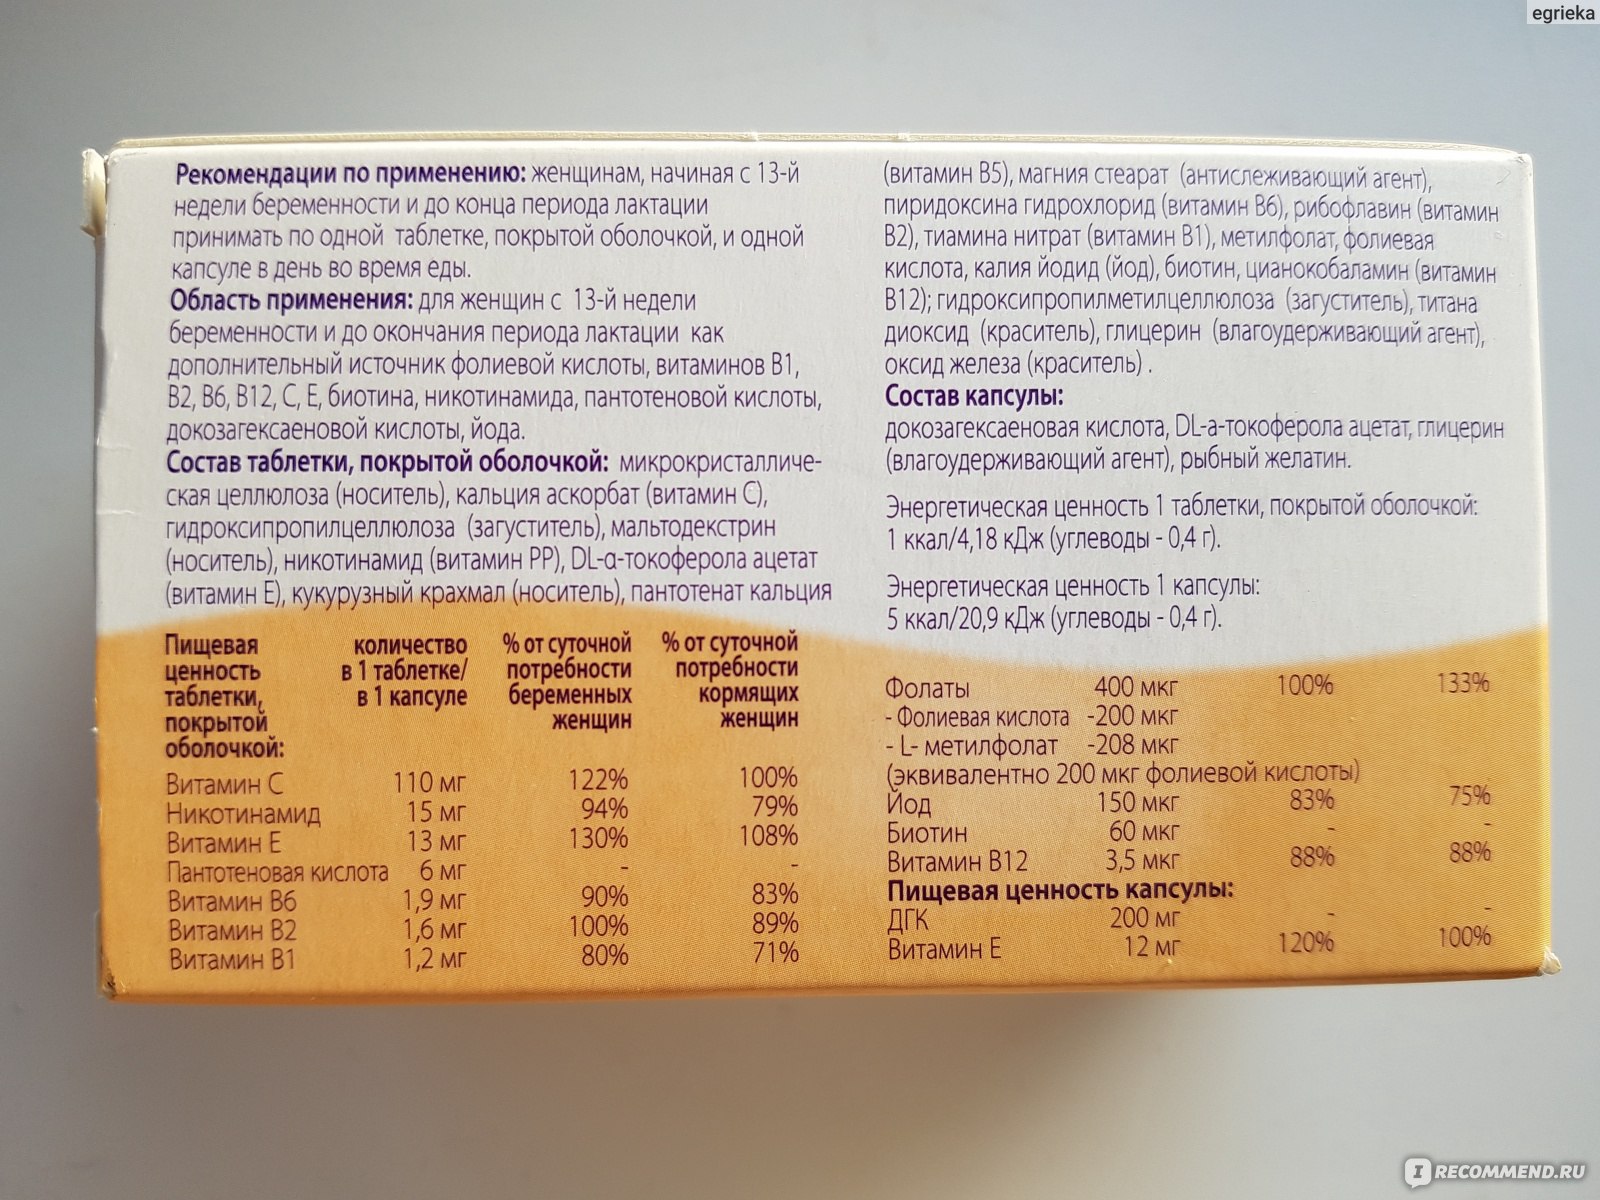 egrieka
Рекомендации по применению: женщинам, начиная с 13-й
недели беременности и до конца периода лактации
принимать по одной таблетке, покрытой оболочкой, и одной
капсуле в день во время еды.
Область применения: для женщин с 13-й недели
беременности и до окончания периода лактации как
дополнительный источник фолиевой кислоты, витаминов В1,
В2, В6, В12, С, Е, биотина, никотинамида, пантотеновой кислоты,
докозагексаеновой кислоты, йода.
Состав таблетки, покрытой оболочкой: микрокристалличе-
ская целлюлоза (носитель), кальция аскорбат (витамин С),
гидроксипропилцеллюлоза (загуститель), мальтодекстрин
(носитель), никотинамид (витамин РР), DL-α-токоферола ацетат
(витамин Е), кукурузный крахмал (носитель), пантотенат кальция
(витамин В5), магния стеарат (антислеживающий агент),
пиридоксина гидрохлорид (витамин В6), рибофлавин (витамин
В2), тиамина нитрат (витамин В1), метилфолат, фолиевая
кислота, калия йодид (йод), биотин, цианокобаламин (витамин
В12); гидроксипропилметилцеллюлоза (загуститель), титана
диоксид (краситель), глицерин (влагоудерживающий агент),
оксид железа (краситель) .
Состав капсулы:
докозагексаеновая кислота, DL-а-токоферола ацетат, глицерин
(влагоудерживающий агент), рыбный желатин.
Энергетическая ценность 1 таблетки, покрытой оболочкой:
1 ккал/4,18 кДж (углеводы - 0,4 г).
Энергетическая ценность 1 капсулы:
5 ккал/20,9 кДж (углеводы - 0,4 г).
Пищевая количество % от суточной % от суточной
ценность в 1 таблетке/ потребности потребности
таблетки, в 1 капсуле беременных кормящих
покрытой женщин женщин
оболочкой:
Витамин С 110 мг 122% 100%
Никотинамид 15 мг 94% 79%
Витамин Е 13 мг 130% 108%
Пантотеновая кислота 6 мг - -
Витамин В6 1,9 мг 90% 83%
Витамин В2 1,6 мг 100% 89%
Витамин В1 1,2 мг 80% 71%
Фолаты 400 мкг 100% 133%
- Фолиевая кислота -200 мкг
- L- метилфолат -208 мкг
(эквивалентно 200 мкг фолиевой кислоты)
Йод 150 мкг 83% 75%
Биотин 60 мкг - -
Витамин В12 3,5 мкг 88% 88%
Пищевая ценность капсулы:
ДГК 200 мг - -
Витамин Е 12 мг 120% 100%
IRECOMMEND.RU